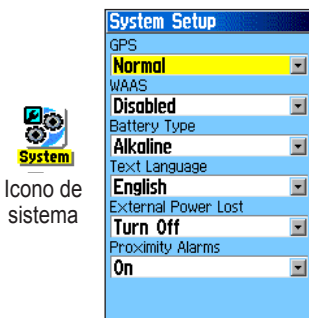 System
Icono de
sistema
System Setup
GPS
Normal
WAAS
Disabled
Battery Type
Alkaline
Text Language
English
External Power Lost
Turn Off
Proximity Alarms
On